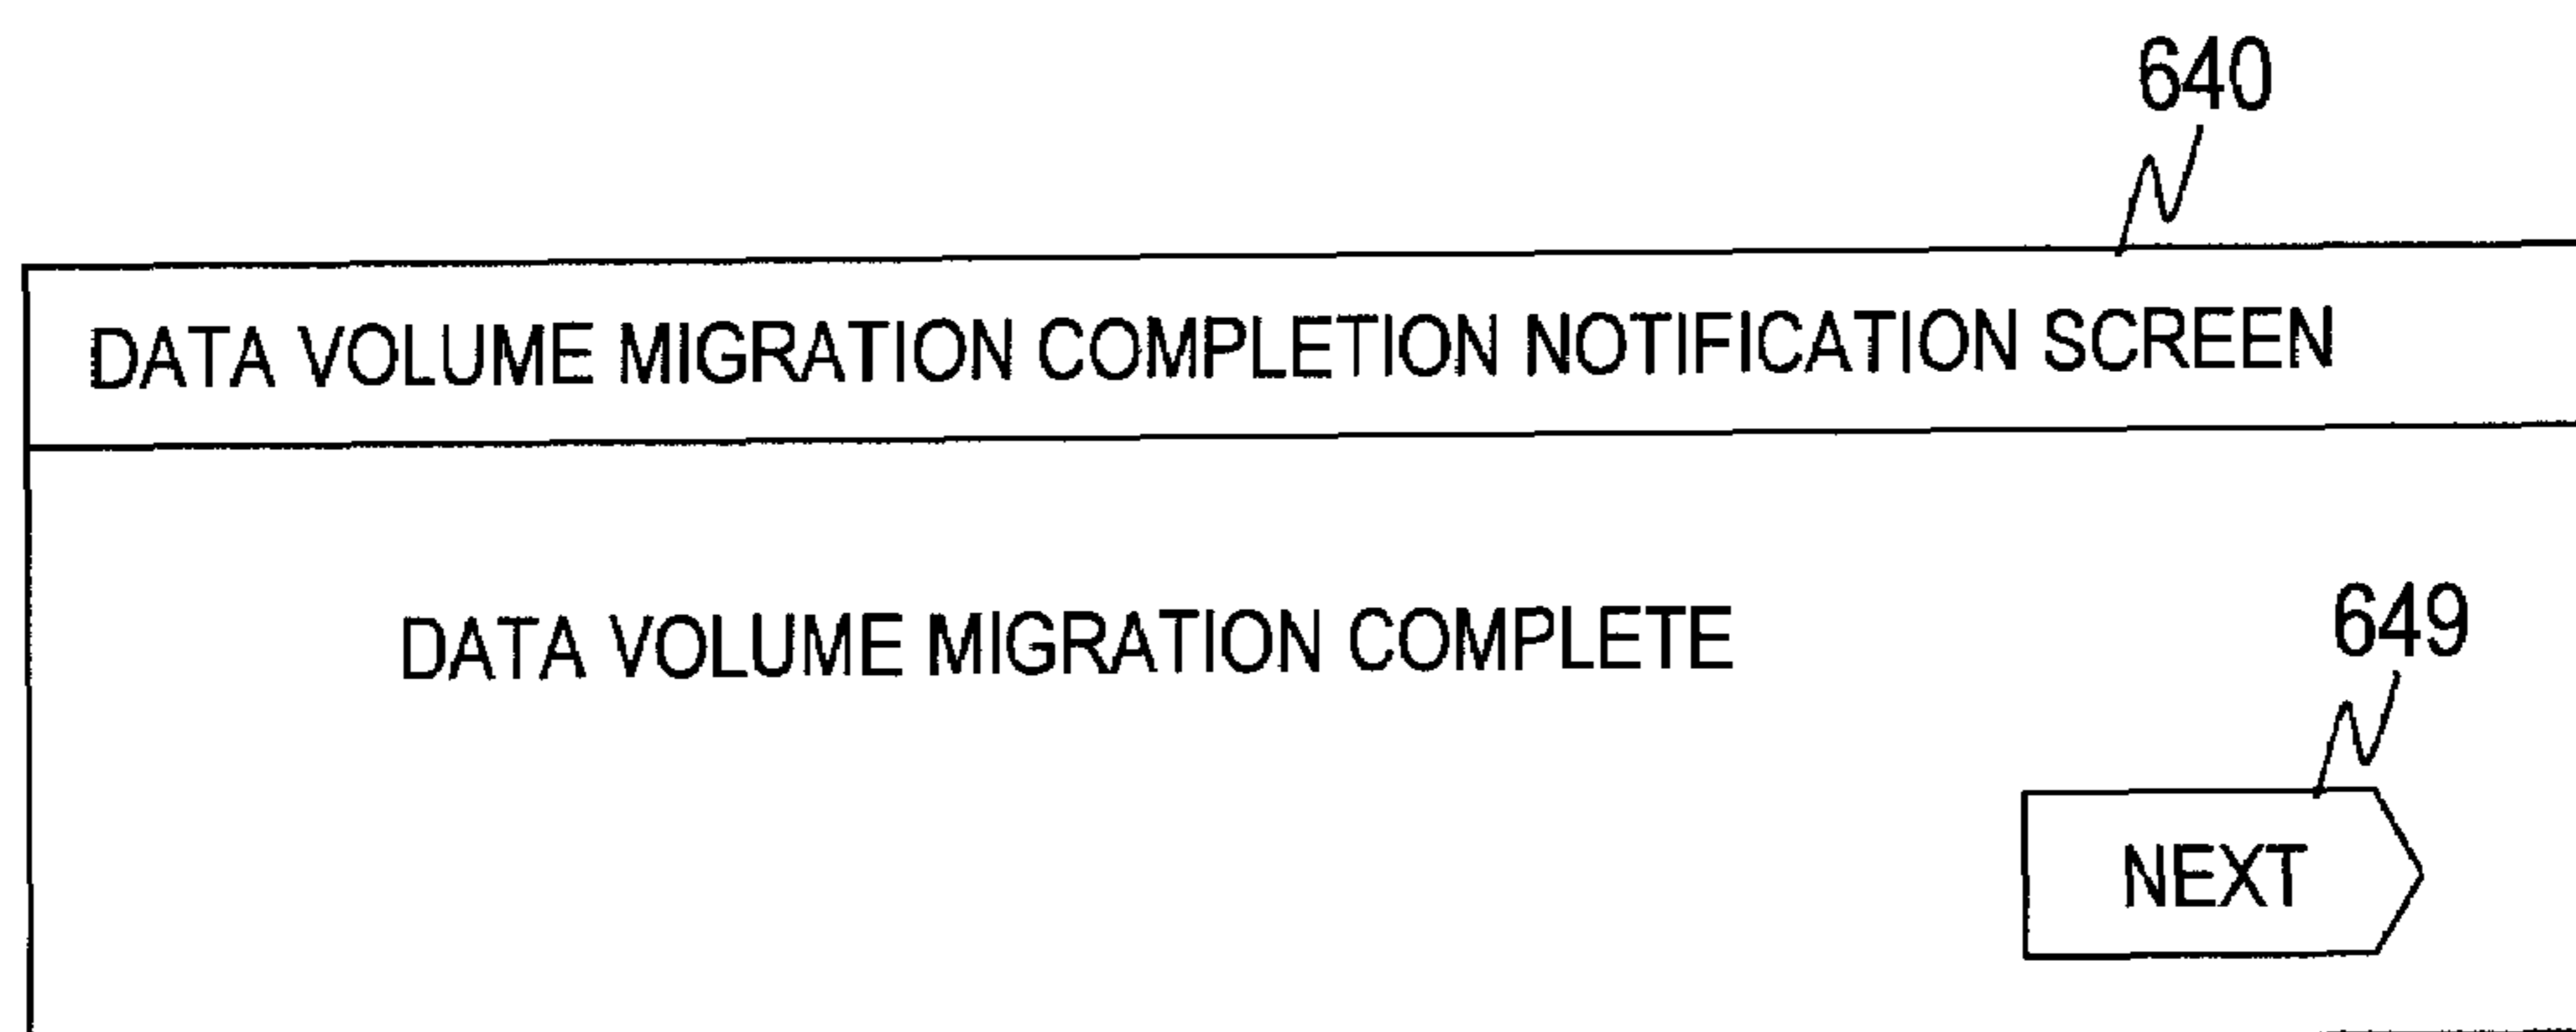 640
DATA VOLUME MIGRATION COMPLETION NOTIFICATION SCREEN
DATA VOLUME MIGRATION COMPLETE
649
NEXT